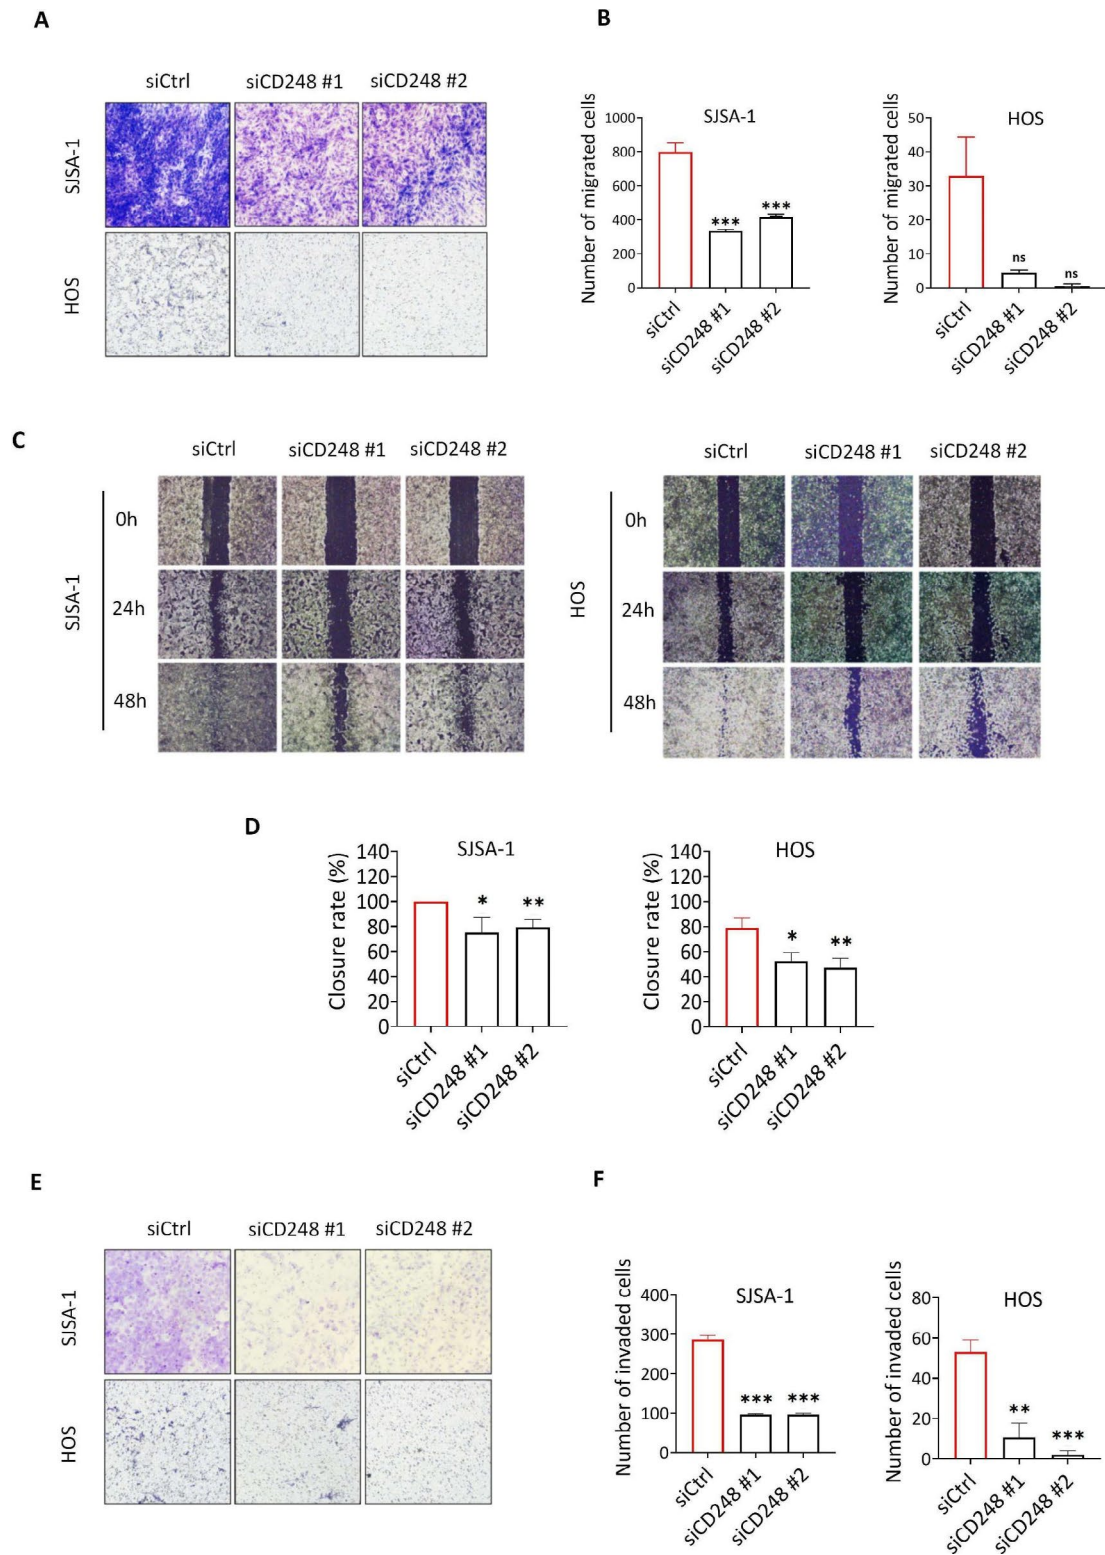 A
siCtrl siCD248 #1 siCD248 #2
SJSA-1
HOS
B
SJSA-1
Number of migrated cells
1000
800
600
400
200
0
***
***
siCtrl
siCD248 #1
siCD248 #2
HOS
Number of migrated cells
50
40
30
20
10
0
ns
ns
siCtrl
siCD248 #1
siCD248 #2
C
siCtrl siCD248 #1 siCD248 #2
SJSA-1
0h
24h
48h
siCtrl siCD248 #1 siCD248 #2
HOS
0h
24h
48h
D
SJSA-1
Closure rate (%)
140
120
100
80
60
40
20
0
*
**
siCtrl
siCD248 #1
siCD248 #2
HOS
Closure rate (%)
140
120
100
80
60
40
20
0
*
**
siCtrl
siCD248 #1
siCD248 #2
E
siCtrl siCD248 #1 siCD248 #2
SJSA-1
HOS
F
SJSA-1
Number of invaded cells
400
300
200
100
0
***
***
siCtrl
siCD248 #1
siCD248 #2
HOS
Number of invaded cells
80
60
40
20
0
**
***
siCtrl
siCD248 #1
siCD248 #2